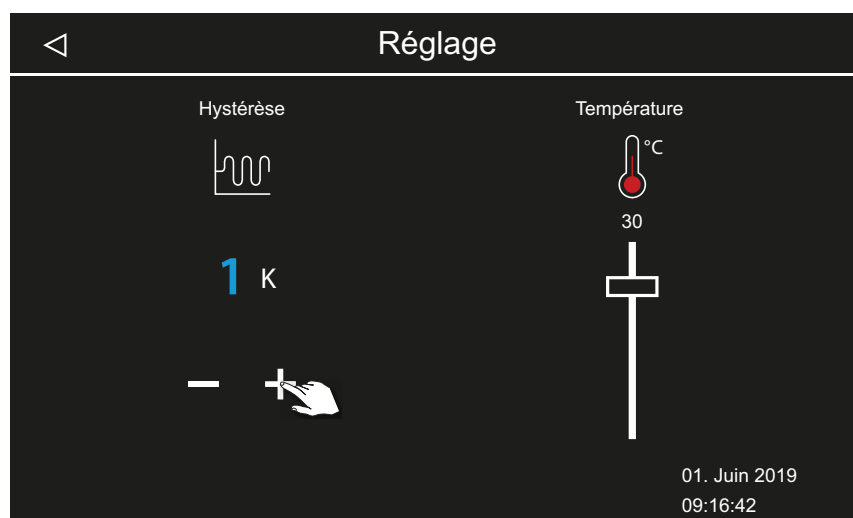 Réglage
Hystérèse
Température
°C
30
1 K
01. Juin 2019
09:16:42